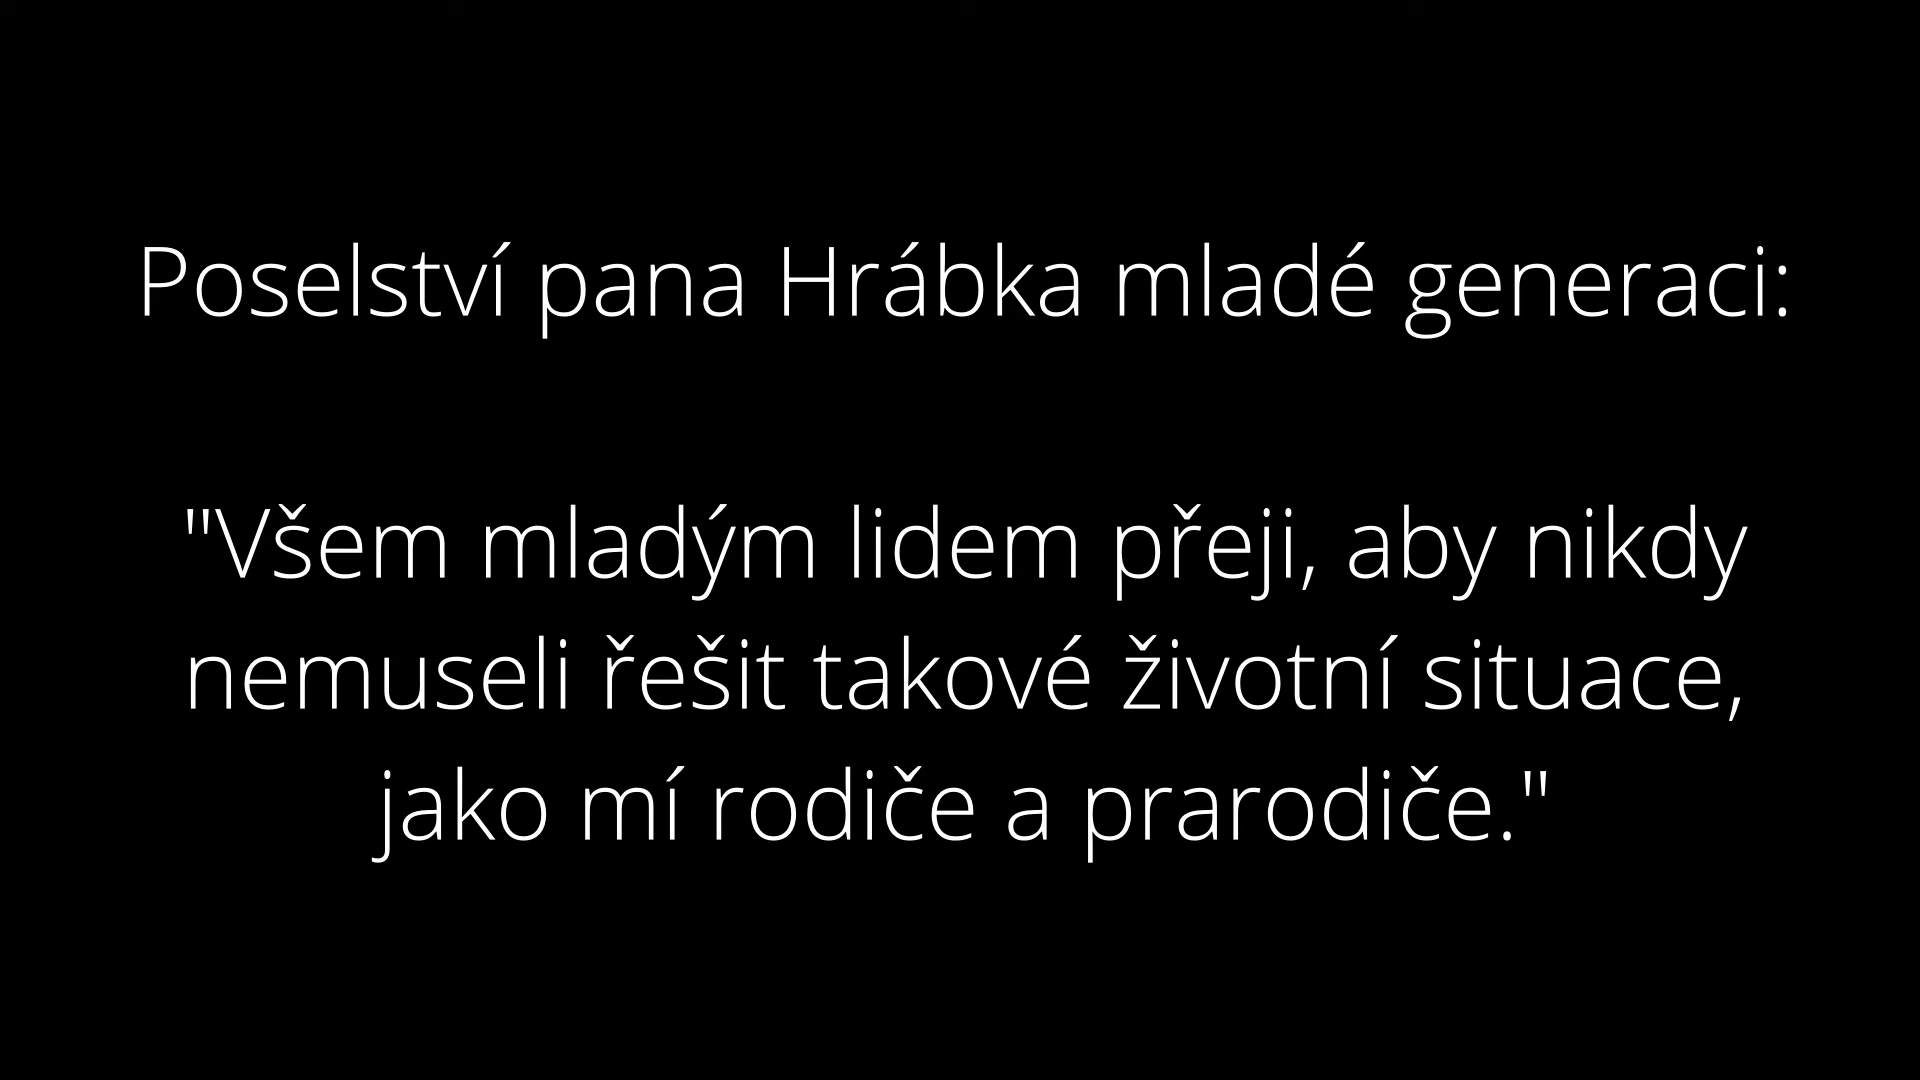 Poselství pana Hrábka mladé generaci:
"Všem mladým lidem přeji, aby nikdy
nemuseli řešit takové životní situace,
jako mí rodiče a prarodiče."